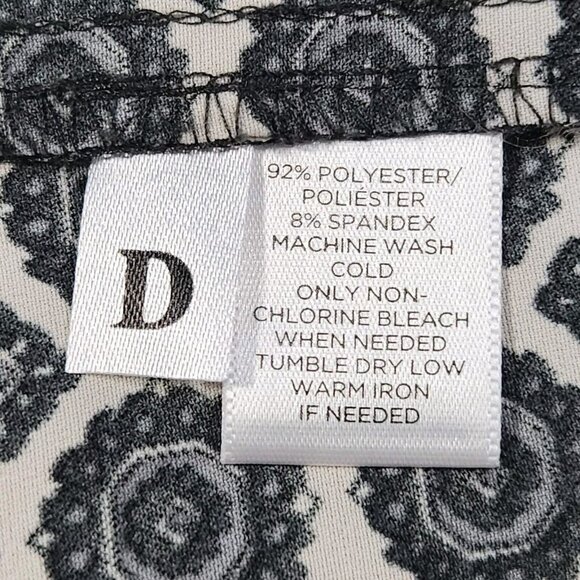 D
92% POLYESTER/
POLIÉSTER
8% SPANDEX
MACHINE WASH
COLD
ONLY NON-
CHLORINE BLEACH
WHEN NEEDED
TUMBLE DRY LOW
WARM IRON
IF NEEDED